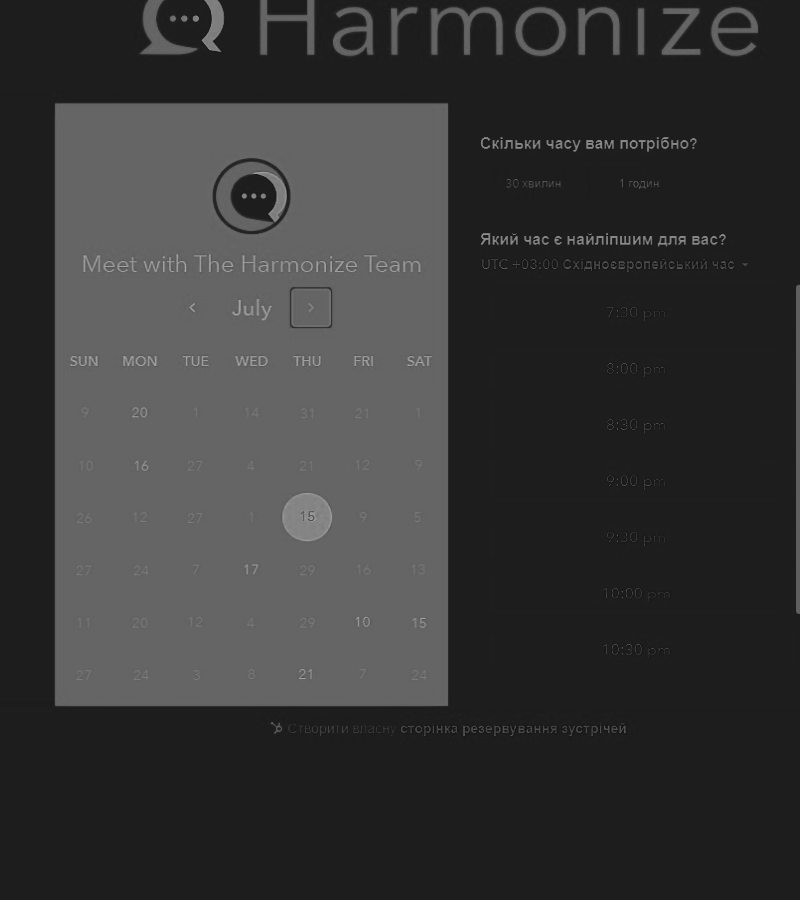 Harmonize
Meet with The Harmonize Team
July
SUN MON TUE WED THU FRI SAT
9 20 1 14 31 21 1
10 16 27 4 21 12 9
26 12 27 1 15 9 5
27 24 7 17 29 16 13
11 20 12 4 29 10 15
27 24 3 8 21 7 24
Скільки часу вам потрібно?
30 хвилин 1 годин
Який час є найліпшим для вас?
UTC +03:00 Східноєвропейський час
7:30 pm
8:00 pm
8:30 pm
9:00 pm
9:30 pm
10:00 pm
10:30 pm
Створити власну сторінка резервування зустрічей